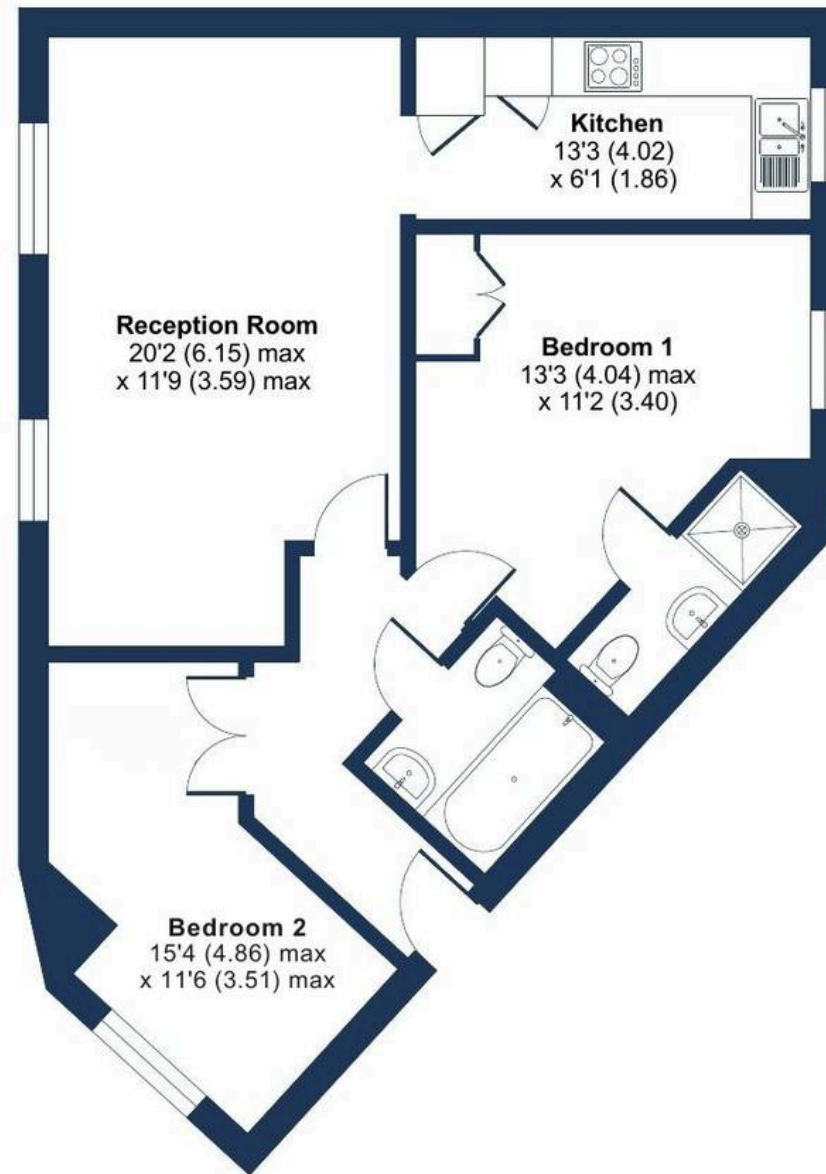 Kitchen
13'3 (4.02)
x 6'1 (1.86)
Reception Room
20'2 (6.15) max
x 11'9 (3.59) max
Bedroom 1
13'3 (4.04) max
x 11'2 (3.40)
Bedroom 2
15'4 (4.86) max
x 11'6 (3.51) max